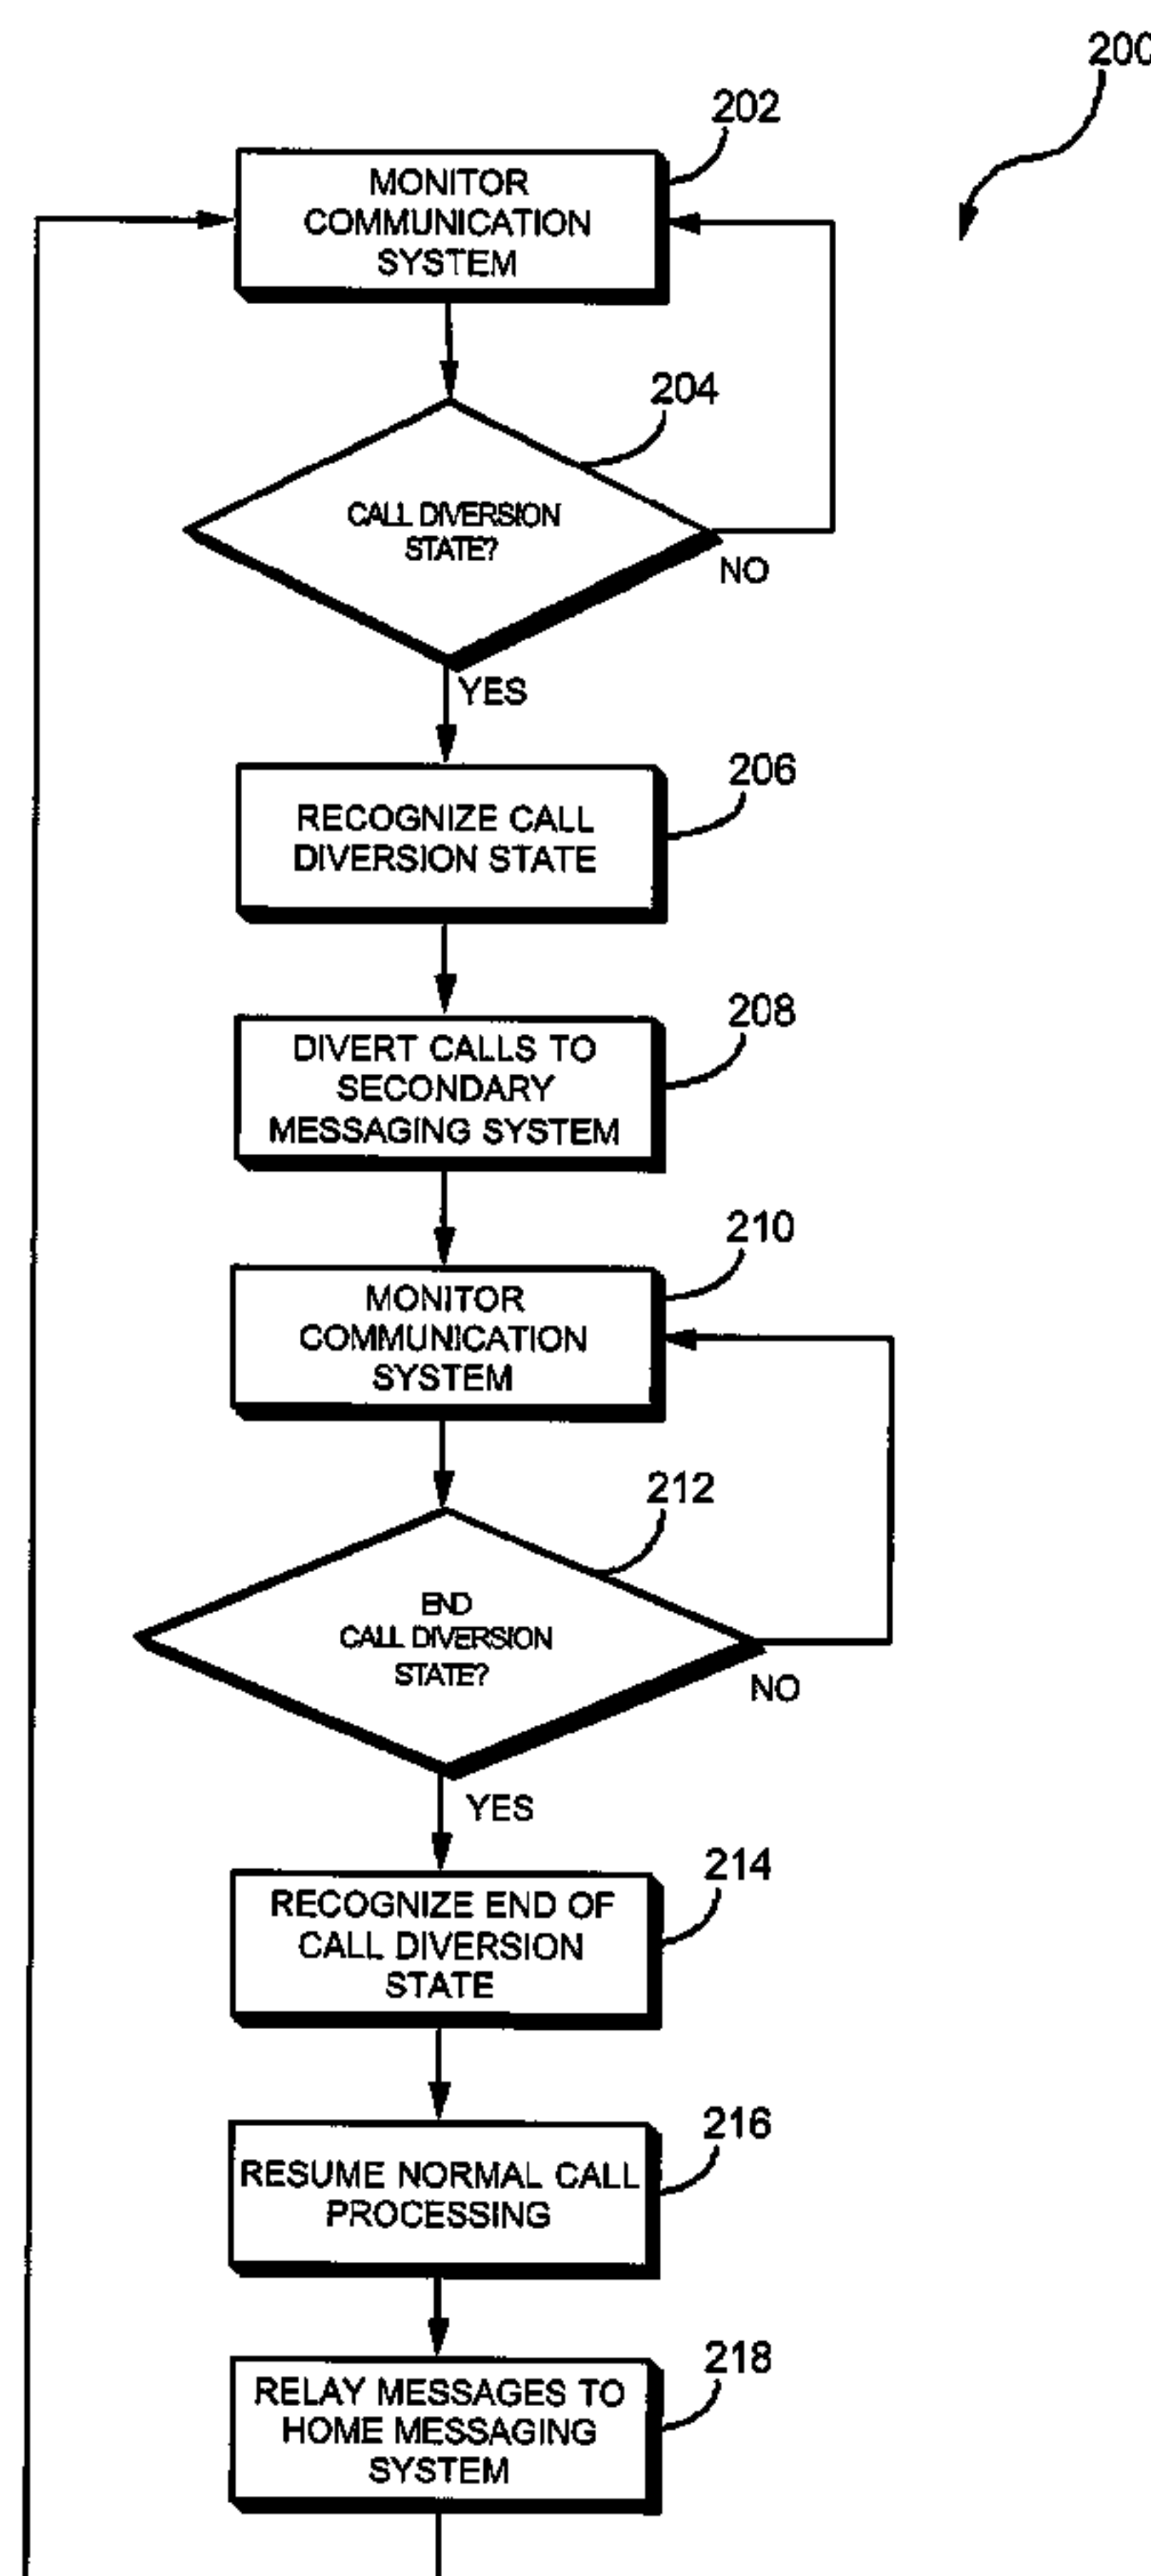 200
202
MONITOR
COMMUNICATION
SYSTEM
204
CALL DIVERSION
STATE?
NO
YES
206
RECOGNIZE CALL
DIVERSION STATE
208
DIVERT CALLS TO
SECONDARY
MESSAGING SYSTEM
210
MONITOR
COMMUNICATION
SYSTEM
212
END
CALL DIVERSION
STATE?
NO
YES
214
RECOGNIZE END OF
CALL DIVERSION
STATE
216
RESUME NORMAL CALL
PROCESSING
218
RELAY MESSAGES TO
HOME MESSAGING
SYSTEM